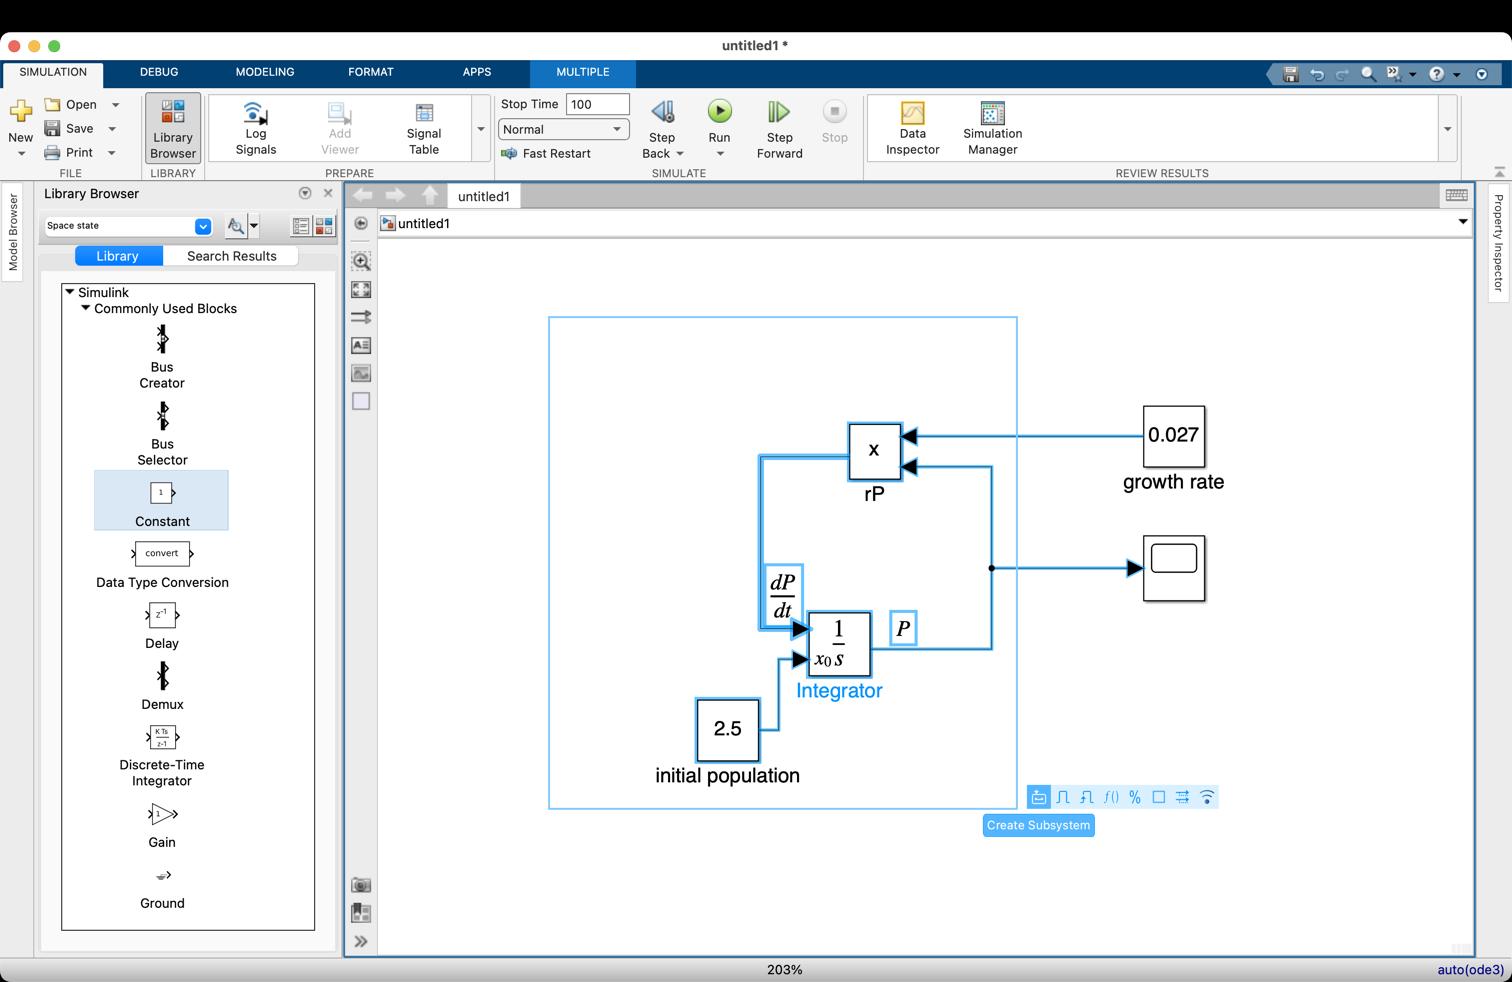 untitled1 *
SIMULATION
DEBUG
MODELING
FORMAT
APPS
MULTIPLE
New
Open
Save
Print
FILE
Library
Browser
LIBRARY
Log
Signals
Add
Viewer
Signal
Table
PREPARE
Stop Time 100
Normal
Fast Restart
Step
Back
Run
Step
Forward
Stop
SIMULATE
Data
Inspector
Simulation
Manager
REVIEW RESULTS
Model Browser
Library Browser
Space state
Library
Search Results
Simulink
Commonly Used Blocks
Bus
Creator
Bus
Selector
1
Constant
convert
Data Type Conversion
z-1
Delay
Demux
K Ts
z-1
Discrete-Time
Integrator
1
Gain
Ground
untitled1
untitled1
Property Inspector
x
rP
0.027
growth rate
dP
dt
1
x0 s
Integrator
P
2.5
initial population
f()
%
Create Subsystem
203%
auto(ode3)